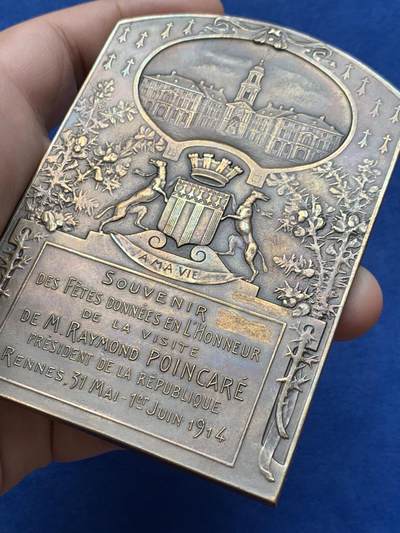 A MA VIE
SOUVENIR
DES FÊTES DONNÉES EN L'HONNEUR
DE LA VISITE
DE M. RAYMOND POINCARÉ
PRÉSIDENT DE LA RÉPUBLIQUE
RENNES, 31 MAI - 1ER JUIN 1914